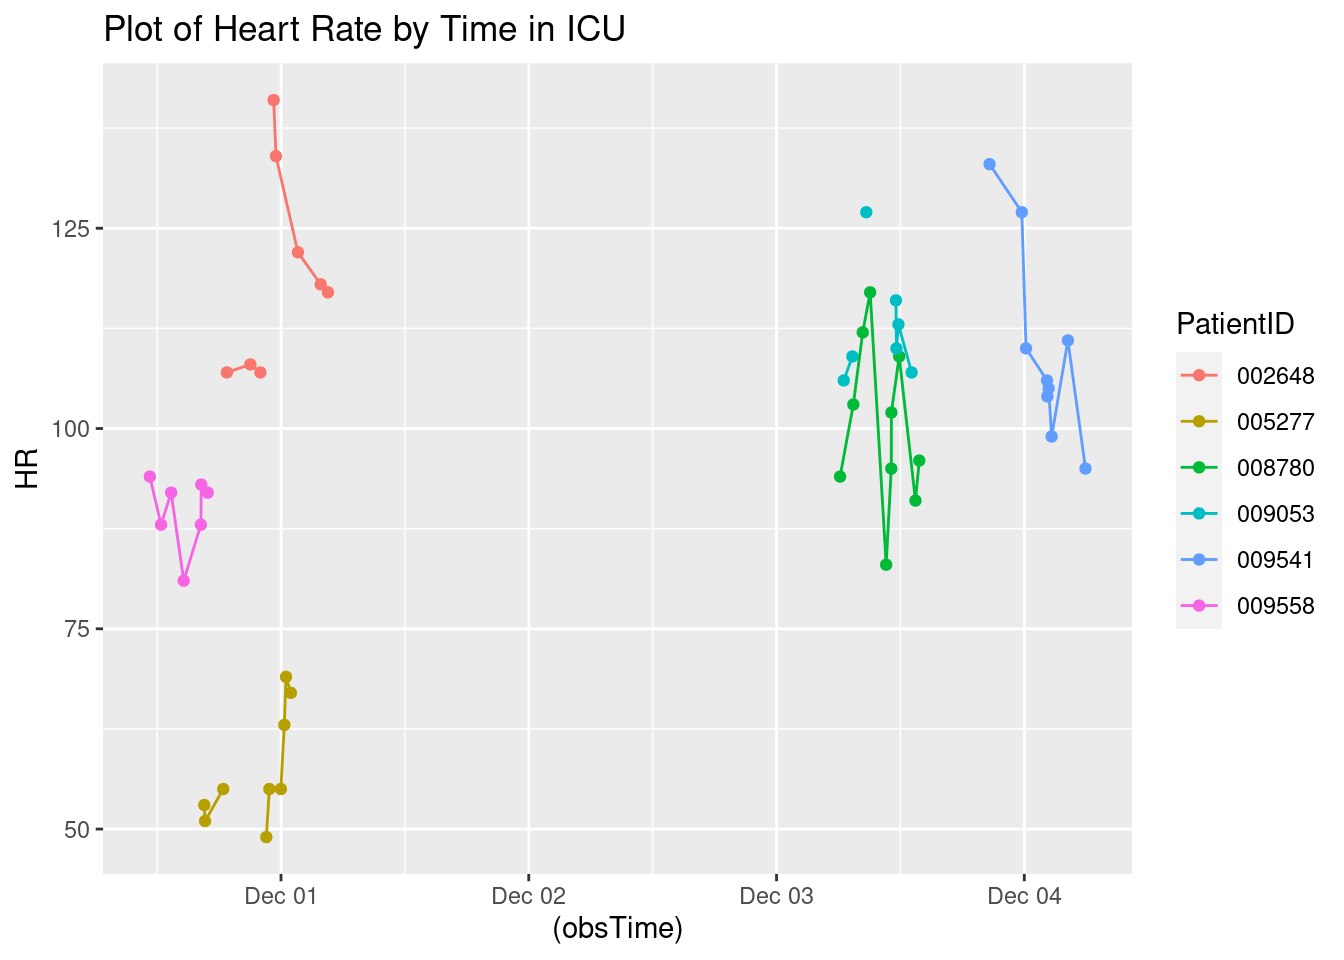 Plot of Heart Rate by Time in ICU
125
100
75
50
HR
Dec 01
Dec 02
Dec 03
Dec 04
(obsTime)
PatientID
002648
005277
008780
009053
009541
009558